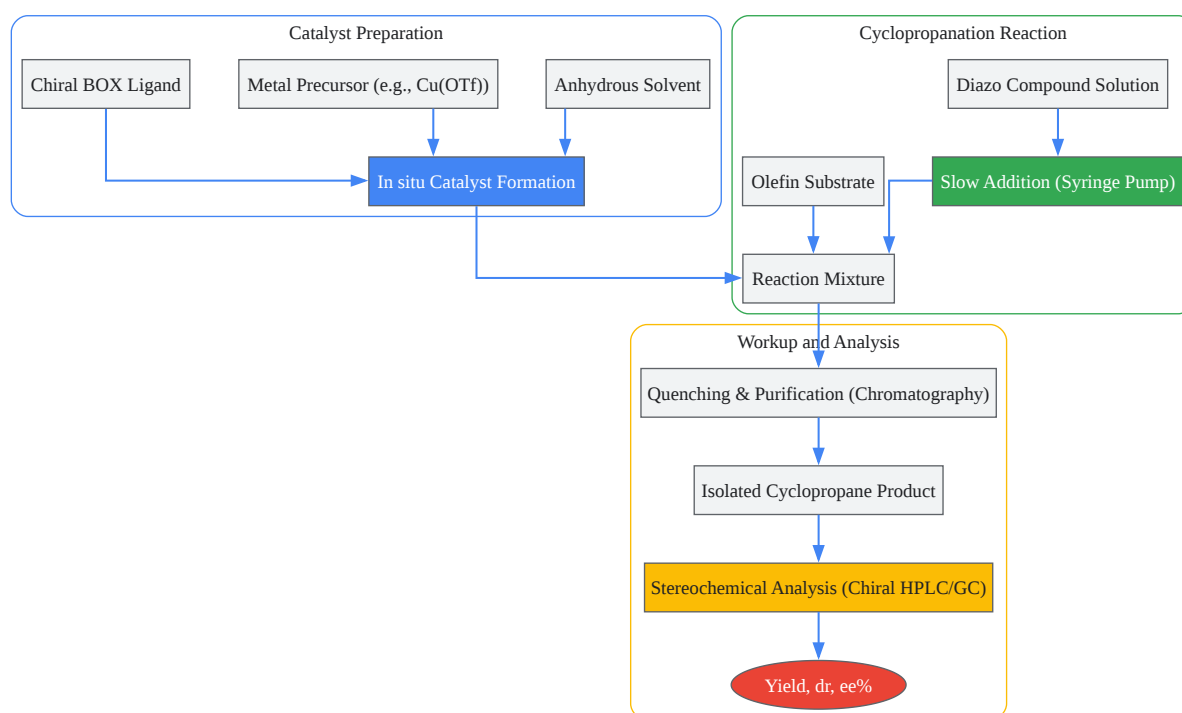 Catalyst Preparation
Chiral BOX Ligand
Metal Precursor (e.g., Cu(OTf))
Anhydrous Solvent
In situ Catalyst Formation
Cyclopropanation Reaction
Diazo Compound Solution
Olefin Substrate
Slow Addition (Syringe Pump)
Reaction Mixture
Workup and Analysis
Quenching & Purification (Chromatography)
Isolated Cyclopropane Product
Stereochemical Analysis (Chiral HPLC/GC)
Yield, dr, ee%